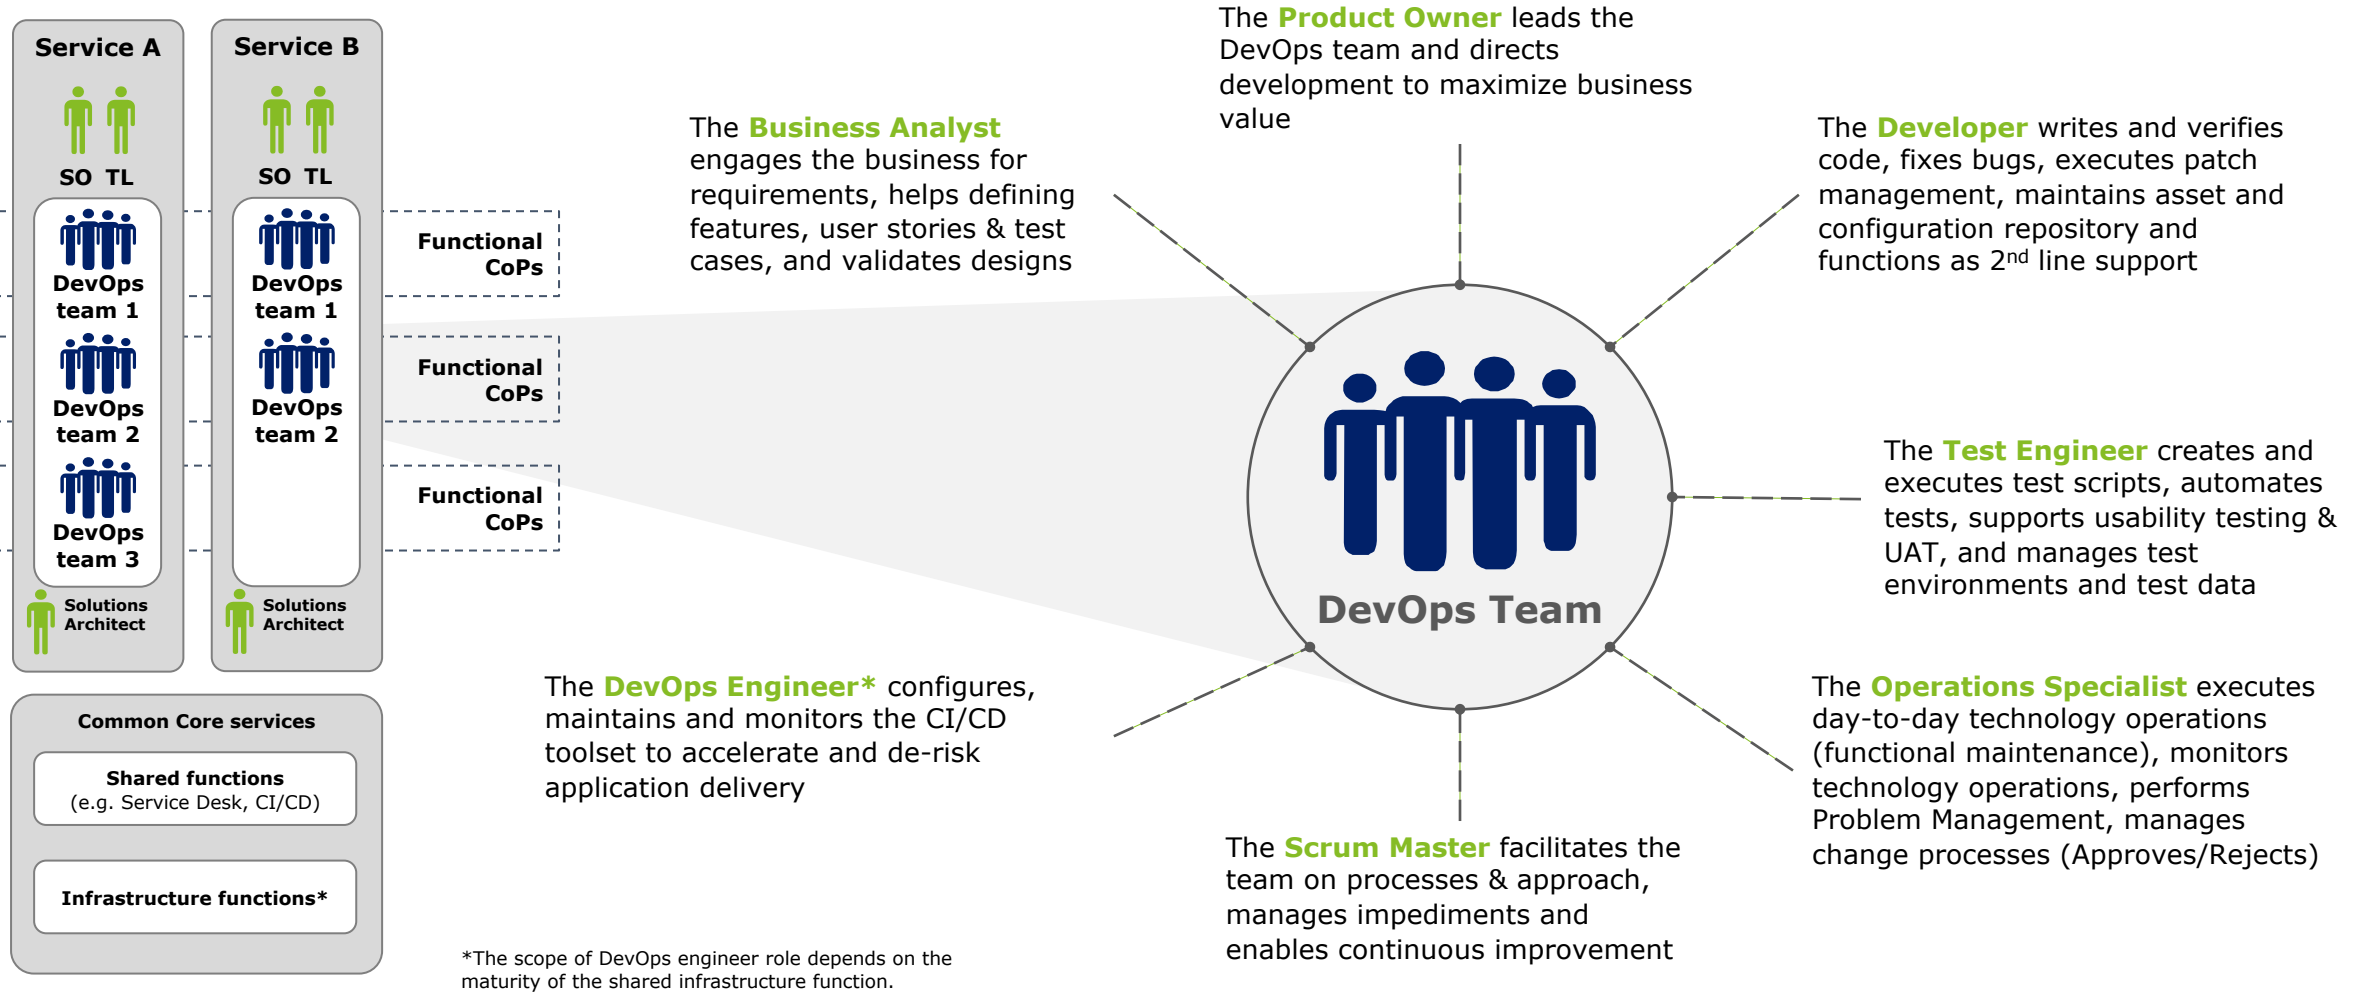 Service A
SO TL
DevOps
team 1
DevOps
team 2
DevOps
team 3
Solutions
Architect
Service B
SO TL
DevOps
team 1
DevOps
team 2
Solutions
Architect
Functional
CoPs
Functional
CoPs
Functional
CoPs
Common Core services
Shared functions
(e.g. Service Desk, CI/CD)
Infrastructure functions*
The Product Owner leads the
DevOps team and directs
development to maximize business
value
The Business Analyst
engages the business for
requirements, helps defining
features, user stories & test
cases, and validates designs
The Developer writes and verifies
code, fixes bugs, executes patch
management, maintains asset and
configuration repository and
functions as 2nd line support
The Test Engineer creates and
executes test scripts, automates
tests, supports usability testing &
UAT, and manages test
environments and test data
DevOps Team
The DevOps Engineer* configures,
maintains and monitors the CI/CD
toolset to accelerate and de-risk
application delivery
The Operations Specialist executes
day-to-day technology operations
(functional maintenance), monitors
technology operations, performs
Problem Management, manages
change processes (Approves/Rejects)
The Scrum Master facilitates the
team on processes & approach,
manages impediments and
enables continuous improvement
*The scope of DevOps engineer role depends on the
maturity of the shared infrastructure function.